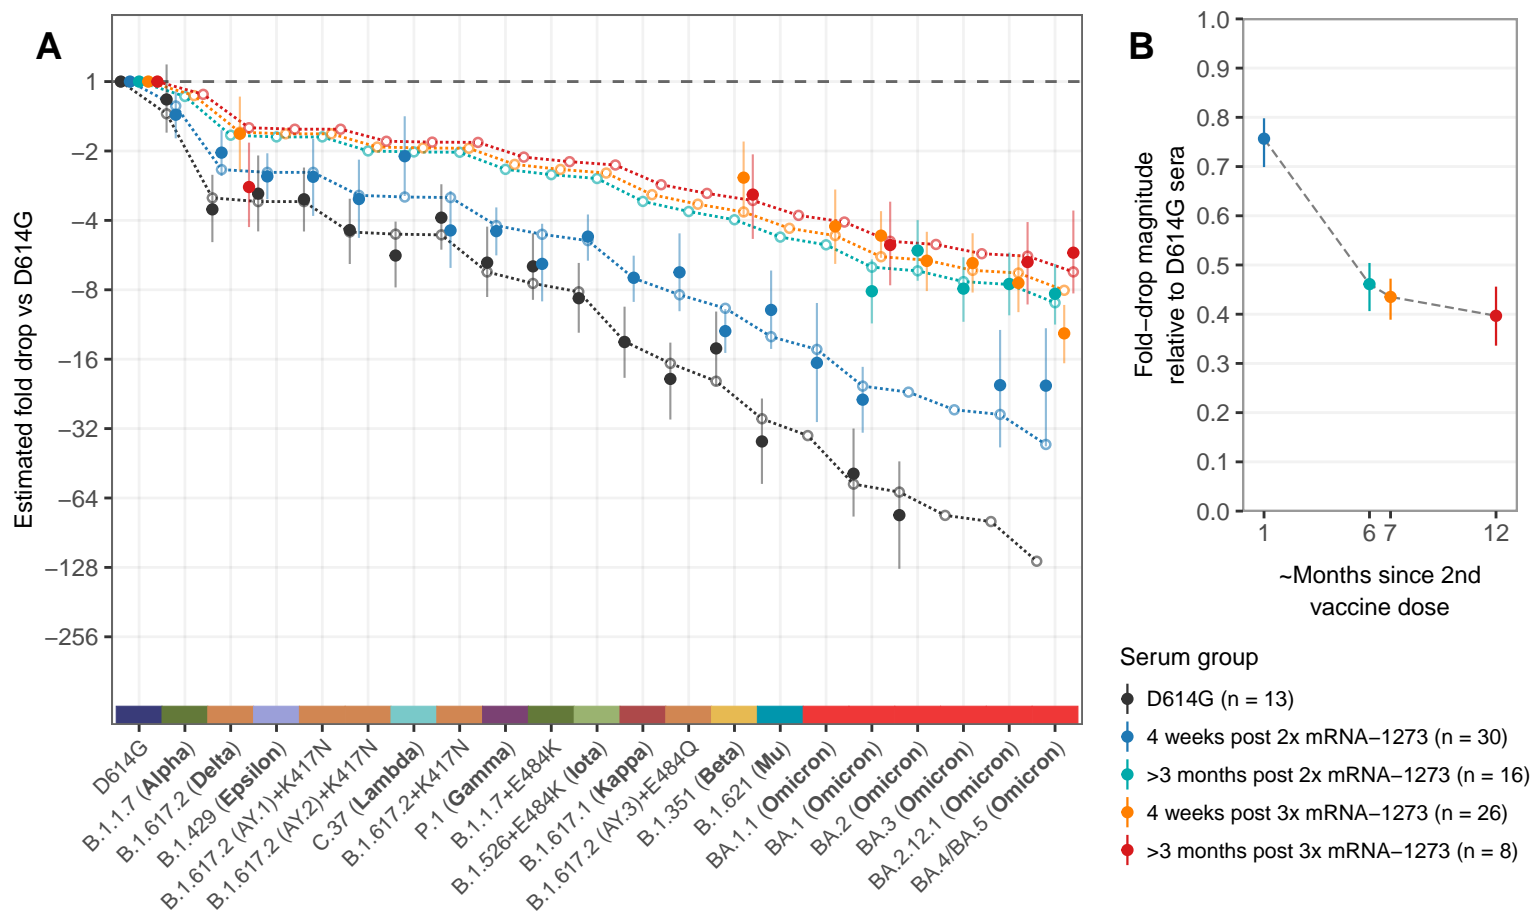 A
Estimated fold drop vs D614G
1
−2
−4
−8
−16
−32
−64
−128
−256
D614G
B.1.1.7 (Alpha)
B.1.617.2 (Delta)
B.1.429 (Epsilon)
B.1.617.2 (AY.1)+K417N
B.1.617.2 (AY.2)+K417N
C.37 (Lambda)
B.1.617.2+K417N
P.1 (Gamma)
B.1.1.7+E484K
B.1.526+E484K (Iota)
B.1.617.1 (Kappa)
B.1.617.2 (AY.3)+E484Q
B.1.351 (Beta)
B.1.621 (Mu)
BA.1.1 (Omicron)
BA.1 (Omicron)
BA.2 (Omicron)
BA.3 (Omicron)
BA.2.12.1 (Omicron)
BA.4/BA.5 (Omicron)
B
Fold−drop magnitude
relative to D614G sera
1.0
0.9
0.8
0.7
0.6
0.5
0.4
0.3
0.2
0.1
0.0
1 6 7 12
~Months since 2nd
vaccine dose
Serum group
D614G (n = 13)
4 weeks post 2x mRNA−1273 (n = 30)
>3 months post 2x mRNA−1273 (n = 16)
4 weeks post 3x mRNA−1273 (n = 26)
>3 months post 3x mRNA−1273 (n = 8)